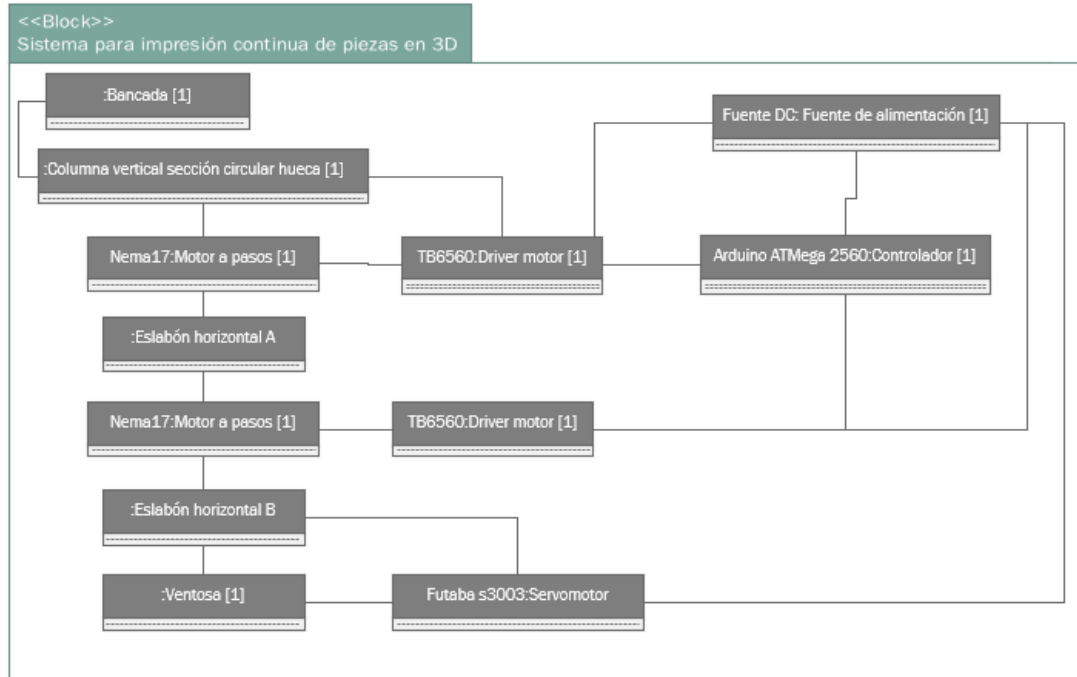 <<Block>>
Sistema para impresión continua de piezas en 3D
:Bancada [1]
Fuente DC: Fuente de alimentación [1]
:Columna vertical sección circular hueca [1]
Nema17:Motor a pasos [1]
TB6560:Driver motor [1]
Arduino ATMega 2560:Controlador [1]
:Eslabón horizontal A
Nema17:Motor a pasos [1]
TB6560:Driver motor [1]
:Eslabón horizontal B
:Ventosa [1]
Futaba s3003:Servomotor